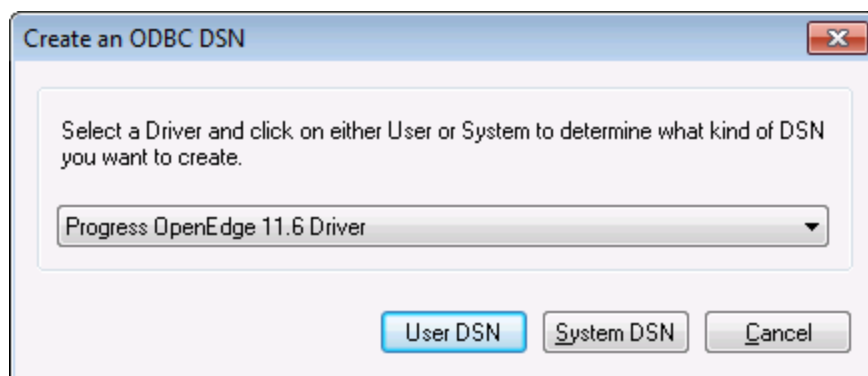 Create an ODBC DSN
Select a Driver and click on either User or System to determine what kind of DSN
you want to create.
Progress OpenEdge 11.6 Driver
User DSN System DSN Cancel